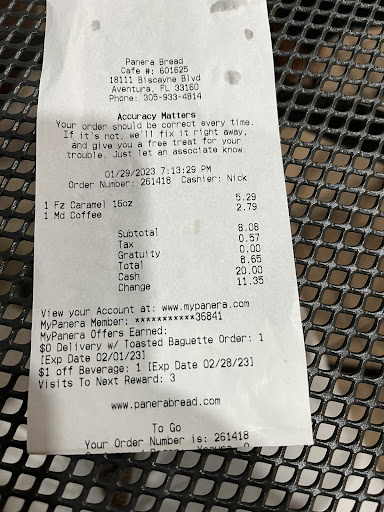 Panera Bread
Cafe #: 601625
18111 Biscayne Blvd
Aventura, FL 33160
Phone: 305-933-4814
Accuracy Matters
Your order should be correct every time.
If it's not, we'll fix it right away,
and give you a free treat for your
trouble. Just let an associate know.
01/29/2023 7:13:29 PM
Order Number: 261418 Cashier: Nick
1 Fz Caramel 16oz 5.29
1 Md Coffee 2.79
Subtotal 8.08
Tax 0.57
Gratuity 0.00
Total 8.65
Cash 20.00
Change 11.35
View your Account at: www.mypanera.com
MyPanera Member: ***********36841
MyPanera Offers Earned:
$0 Delivery w/ Toasted Baguette Order: 1
[Exp Date 02/01/23]
$1 off Beverage: 1 [Exp Date 02/28/23]
Visits To Next Reward: 3
www.panerabread.com
To Go
Your Order Number is: 261418